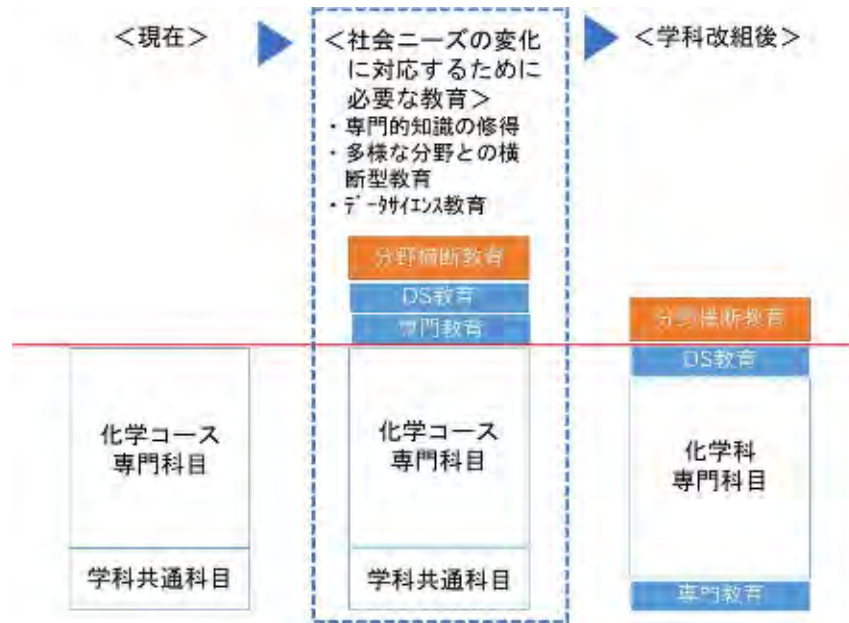 ＜現在＞
＜社会ニーズの変化
に対応するために
必要な教育＞
・専門的知識の修得
・多様な分野との横
断型教育
・ﾃﾞｰﾀｻｲｴﾝｽ教育
＜学科改組後＞
分野横断教育
DS教育
専門教育
分野横断教育
DS教育
化学コース
専門科目
学科共通科目
化学コース
専門科目
学科共通科目
化学科
専門科目
専門教育